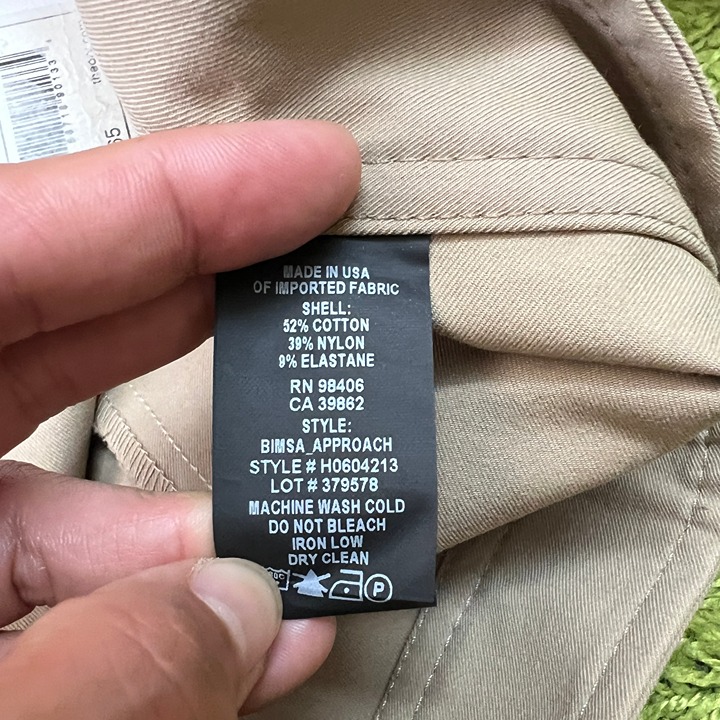 MADE IN USA
OF IMPORTED FABRIC
SHELL:
52% COTTON
39% NYLON
9% ELASTANE
RN 98406
CA 39862
STYLE:
BIMSA_APPROACH
STYLE # H0604213
LOT # 379578
MACHINE WASH COLD
DO NOT BLEACH
IRON LOW
DRY CLEAN
P